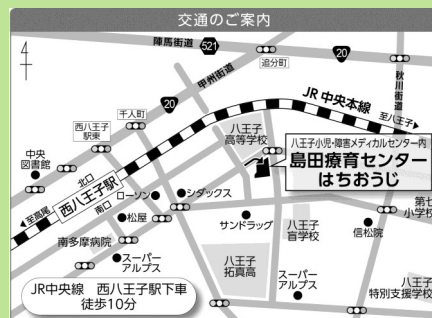 交通のご案内
陣馬街道
521
追分町
20
甲州街道
秋川街道
千人町
20
JR中央本線
至八王子
西八王子
駅東
八王子
高等学校
八王子小児・障害メディカルセンター内
島田療育センター
はちおうじ
中央
図書館
北口
西八王子駅
南口
至高尾
ローソン
シダックス
松屋
サンドラッグ
八王子
盲学校
信松院
第七
小学校
南多摩病院
スーパー
アルプス
八王子
拓真高
スーパー
アルプス
八王子
特別支援学校
JR中央線 西八王子駅下車
徒歩10分